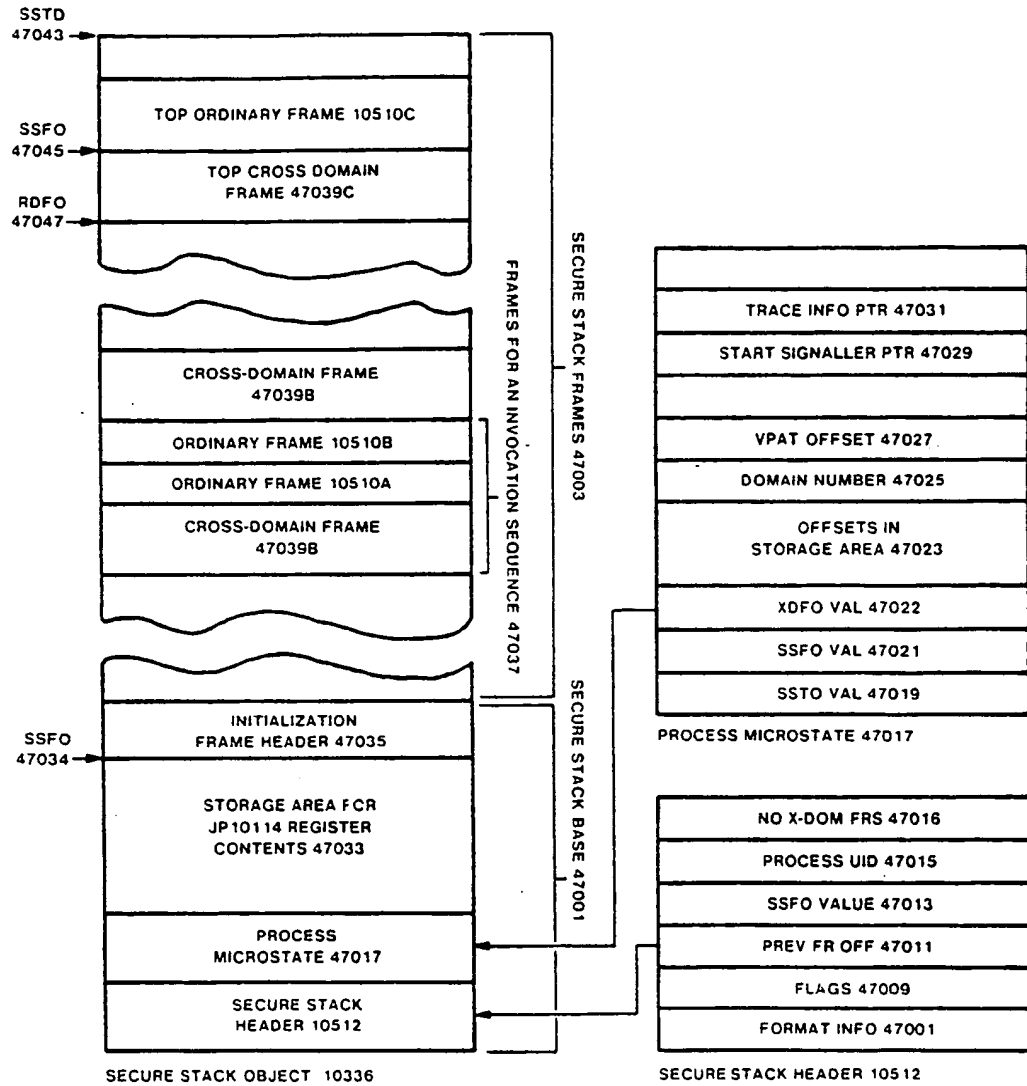 SSTD
47043
TOP ORDINARY FRAME 10510C
SSFO
47045
TOP CROSS DOMAIN
FRAME 47039C
RDFO
47047
CROSS-DOMAIN FRAME
47039B
ORDINARY FRAME 10510B
ORDINARY FRAME 10510A
CROSS-DOMAIN FRAME
47039B
FRAMES FOR AN INVOCATION SEQUENCE 47037
SECURE STACK FRAMES 47003
INITIALIZATION
FRAME HEADER 47035
SSFO
47034
STORAGE AREA FCR
JP10114 REGISTER
CONTENTS 47033
PROCESS
MICROSTATE 47017
SECURE STACK
HEADER 10512
SECURE STACK BASE 47001
SECURE STACK OBJECT 10336
TRACE INFO PTR 47031
START SIGNALLER PTR 47029
VPAT OFFSET 47027
DOMAIN NUMBER 47025
OFFSETS IN
STORAGE AREA 47023
XDFO VAL 47022
SSFO VAL 47021
SSTO VAL 47019
PROCESS MICROSTATE 47017
NO X-DOM FRS 47016
PROCESS UID 47015
SSFO VALUE 47013
PREV FR OFF 47011
FLAGS 47009
FORMAT INFO 47001
SECURE STACK HEADER 10512